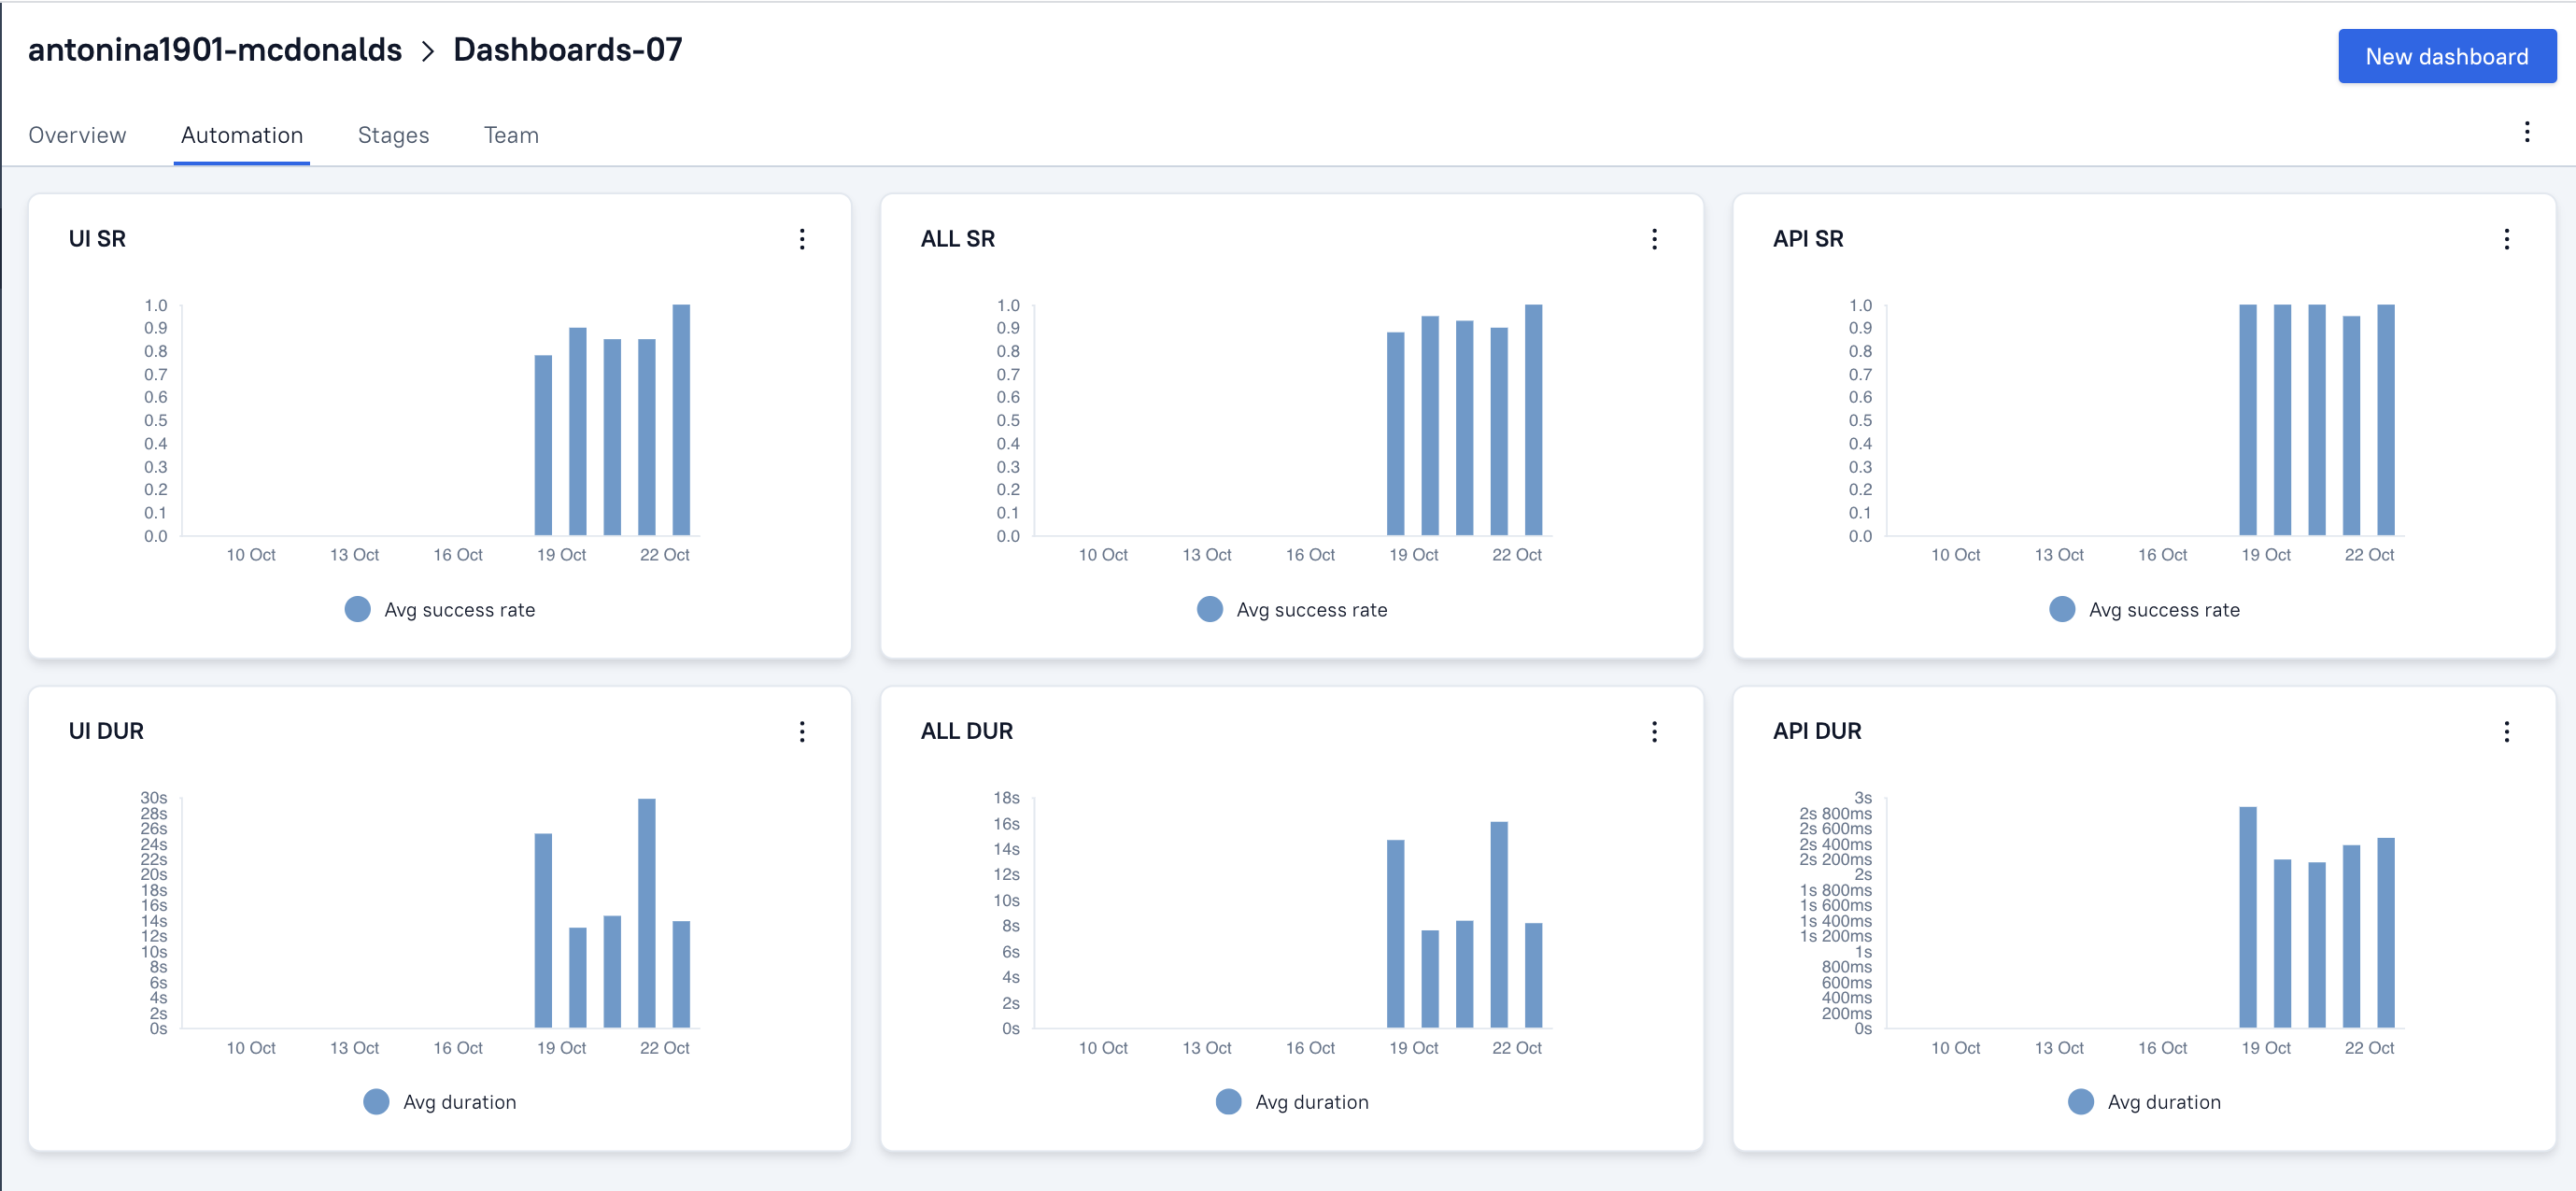 antonina1901-mcdonalds > Dashboards-07
New dashboard
Overview Automation Stages Team
UI SR
1.0
0.9
0.8
0.7
0.6
0.5
0.4
0.3
0.2
0.1
0.0
10 Oct 13 Oct 16 Oct 19 Oct 22 Oct
Avg success rate
ALL SR
1.0
0.9
0.8
0.7
0.6
0.5
0.4
0.3
0.2
0.1
0.0
10 Oct 13 Oct 16 Oct 19 Oct 22 Oct
Avg success rate
API SR
1.0
0.9
0.8
0.7
0.6
0.5
0.4
0.3
0.2
0.1
0.0
10 Oct 13 Oct 16 Oct 19 Oct 22 Oct
Avg success rate
UI DUR
30s
28s
26s
24s
22s
20s
18s
16s
14s
12s
10s
8s
6s
4s
2s
0s
10 Oct 13 Oct 16 Oct 19 Oct 22 Oct
Avg duration
ALL DUR
18s
16s
14s
12s
10s
8s
6s
4s
2s
0s
10 Oct 13 Oct 16 Oct 19 Oct 22 Oct
Avg duration
API DUR
3s
2s 800ms
2s 600ms
2s 400ms
2s 200ms
2s
1s 800ms
1s 600ms
1s 400ms
1s 200ms
1s
800ms
600ms
400ms
200ms
0s
10 Oct 13 Oct 16 Oct 19 Oct 22 Oct
Avg duration